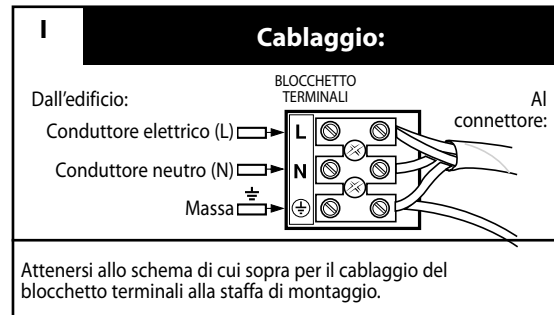 I
Cablaggio:
BLOCCHETTO
TERMINALI
Dall'edificio:
Al
connettore:
Conduttore elettrico (L)
L
Conduttore neutro (N)
N
Massa
Attenersi allo schema di cui sopra per il cablaggio del
blocchetto terminali alla staffa di montaggio.